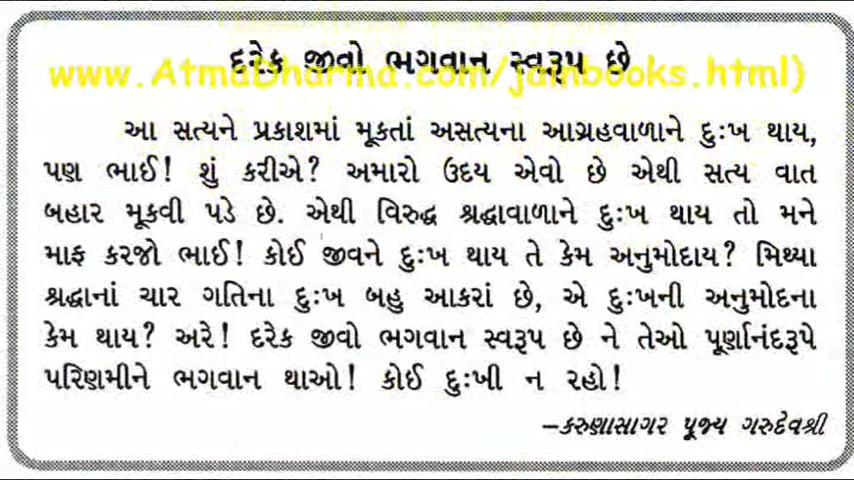 દરેક જીવો ભગવાન સ્વરૂપ છે
www.AtmaDharma.com/jainbooks.html)
આ સત્યને પ્રકાશમાં મૂકતાં અસત્યના આગ્રહવાળાને દુઃખ થાય,
પણ ભાઈ! શું કરીએ? અમારો ઉદય એવો છે એથી સત્ય વાત
બહાર મૂકવી પડે છે. એથી વિરુદ્ધ શ્રદ્ધાવાળાને દુઃખ થાય તો મને
માફ કરજો ભાઈ! કોઈ જીવને દુઃખ થાય તે કેમ અનુમોદાય? મિથ્યા
શ્રદ્ધાનાં ચાર ગતિના દુઃખ બહુ આકરાં છે, એ દુઃખની અનુમોદના
કેમ થાય? અરે! દરેક જીવો ભગવાન સ્વરૂપ છે ને તેઓ પૂર્ણાનંદરૂપે
પરિણમીને ભગવાન થાઓ! કોઈ દુઃખી ન રહો!
–કરુણાસાગર પૂજ્ય ગરુદેવશ્રી